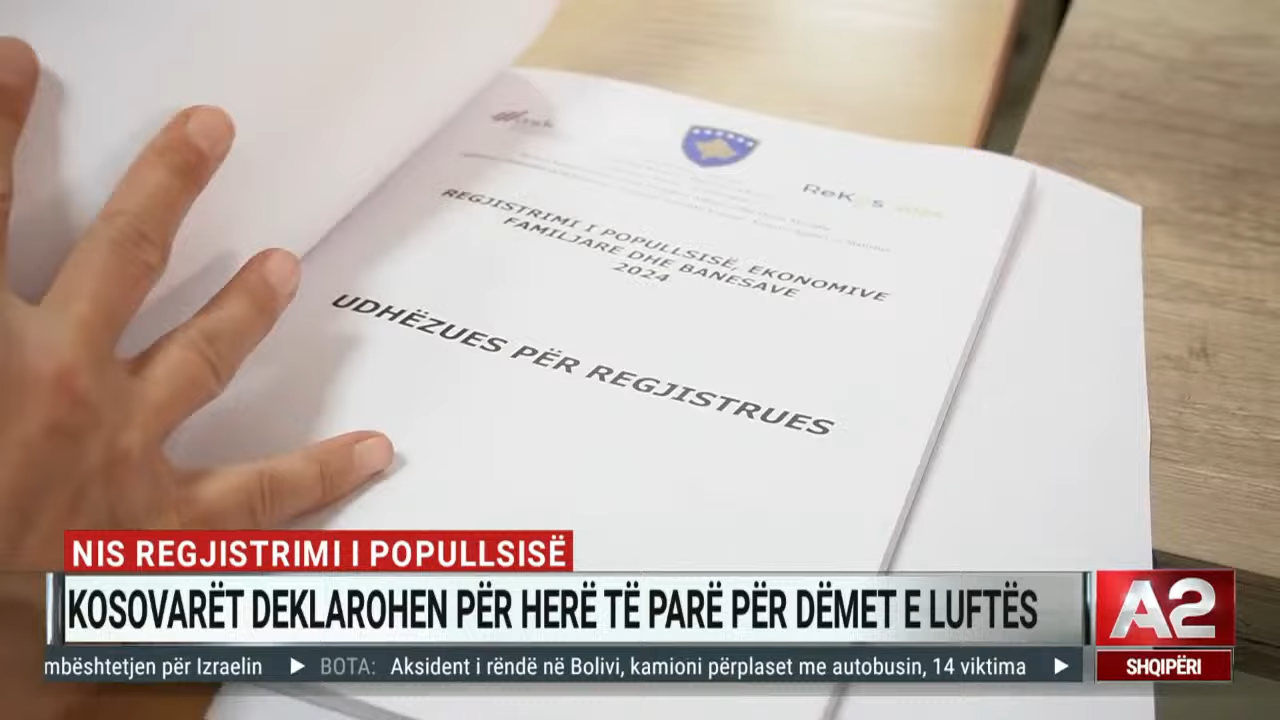 ReKos
REGJISTRIMI I POPULLSISË, EKONOMIVE
FAMILJARE DHE BANESAVE
2024
UDHËZUES PËR REGJISTRUES
NIS REGJISTRIMI I POPULLSISË
KOSOVARËT DEKLAROHEN PËR HERË TË PARË PËR DËMET E LUFTËS
A2
mbështetjen për Izraelin BOTA: Aksident i rëndë në Bolivi, kamioni përplaset me autobusin, 14 viktima
SHQIPËRI